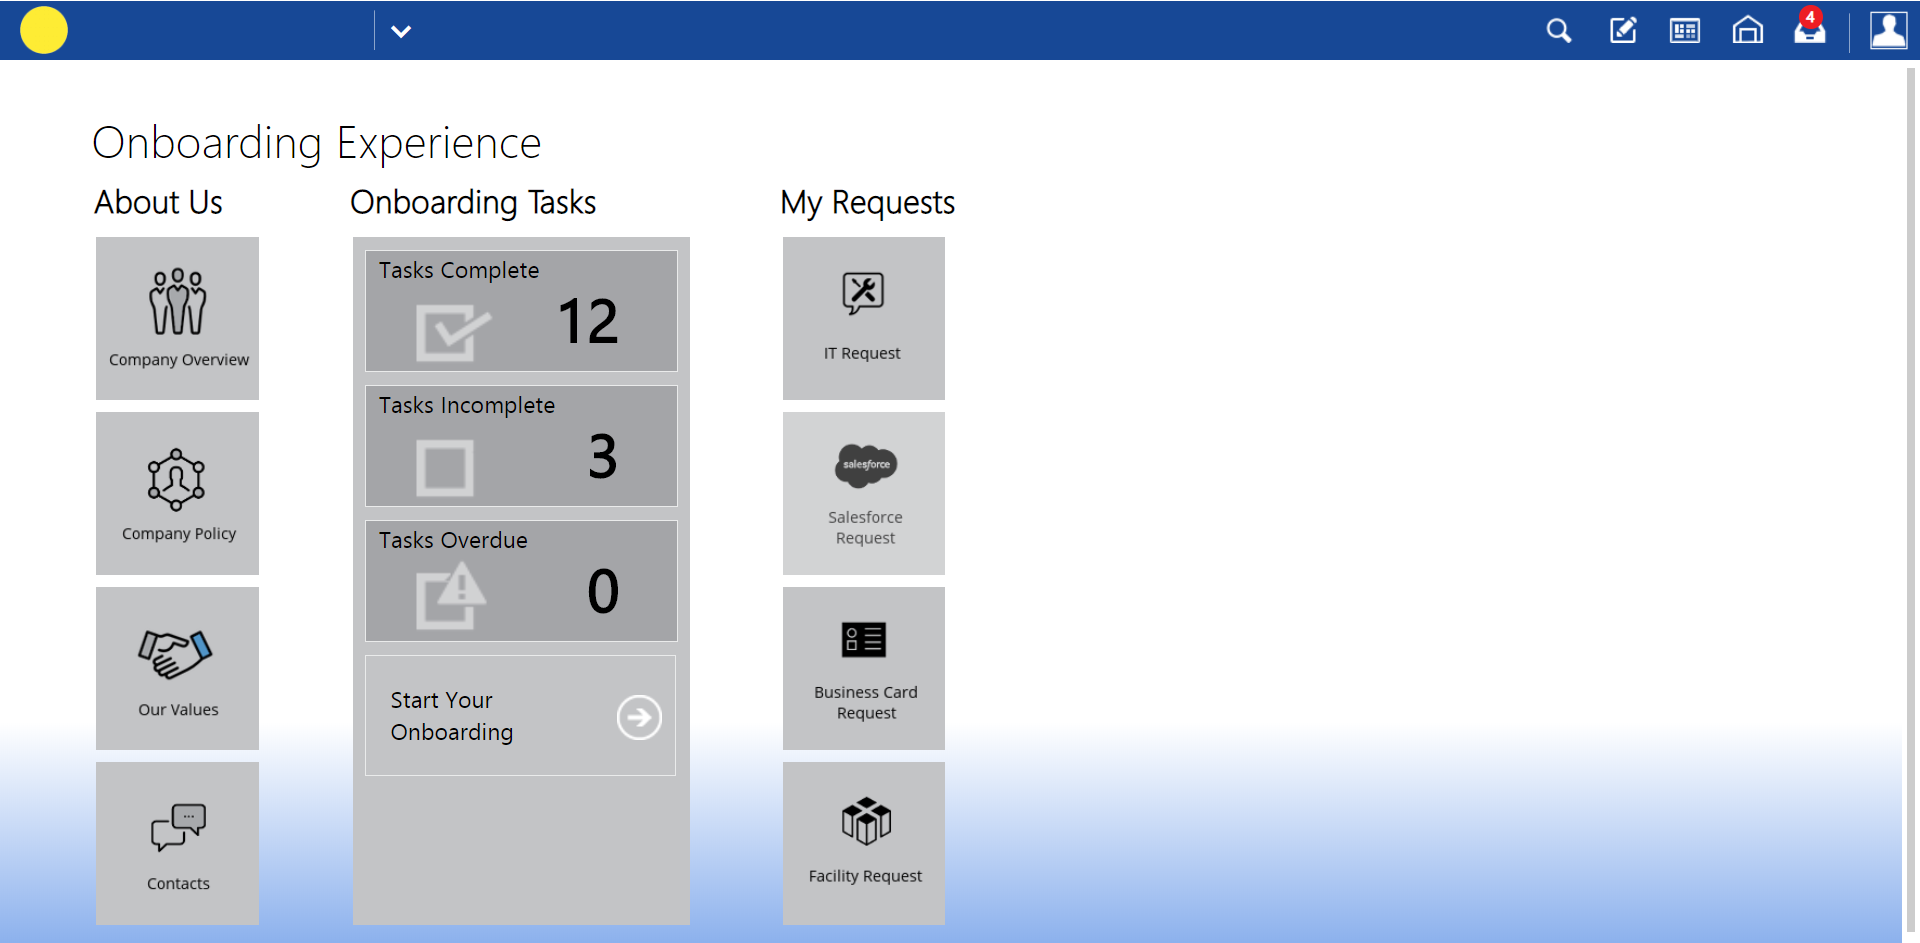 4
Onboarding Experience
About Us
Company Overview
Company Policy
Our Values
Contacts
Onboarding Tasks
Tasks Complete
12
Tasks Incomplete
3
Tasks Overdue
0
Start Your
Onboarding
My Requests
IT Request
salesforce
Salesforce
Request
Business Card
Request
Facility Request